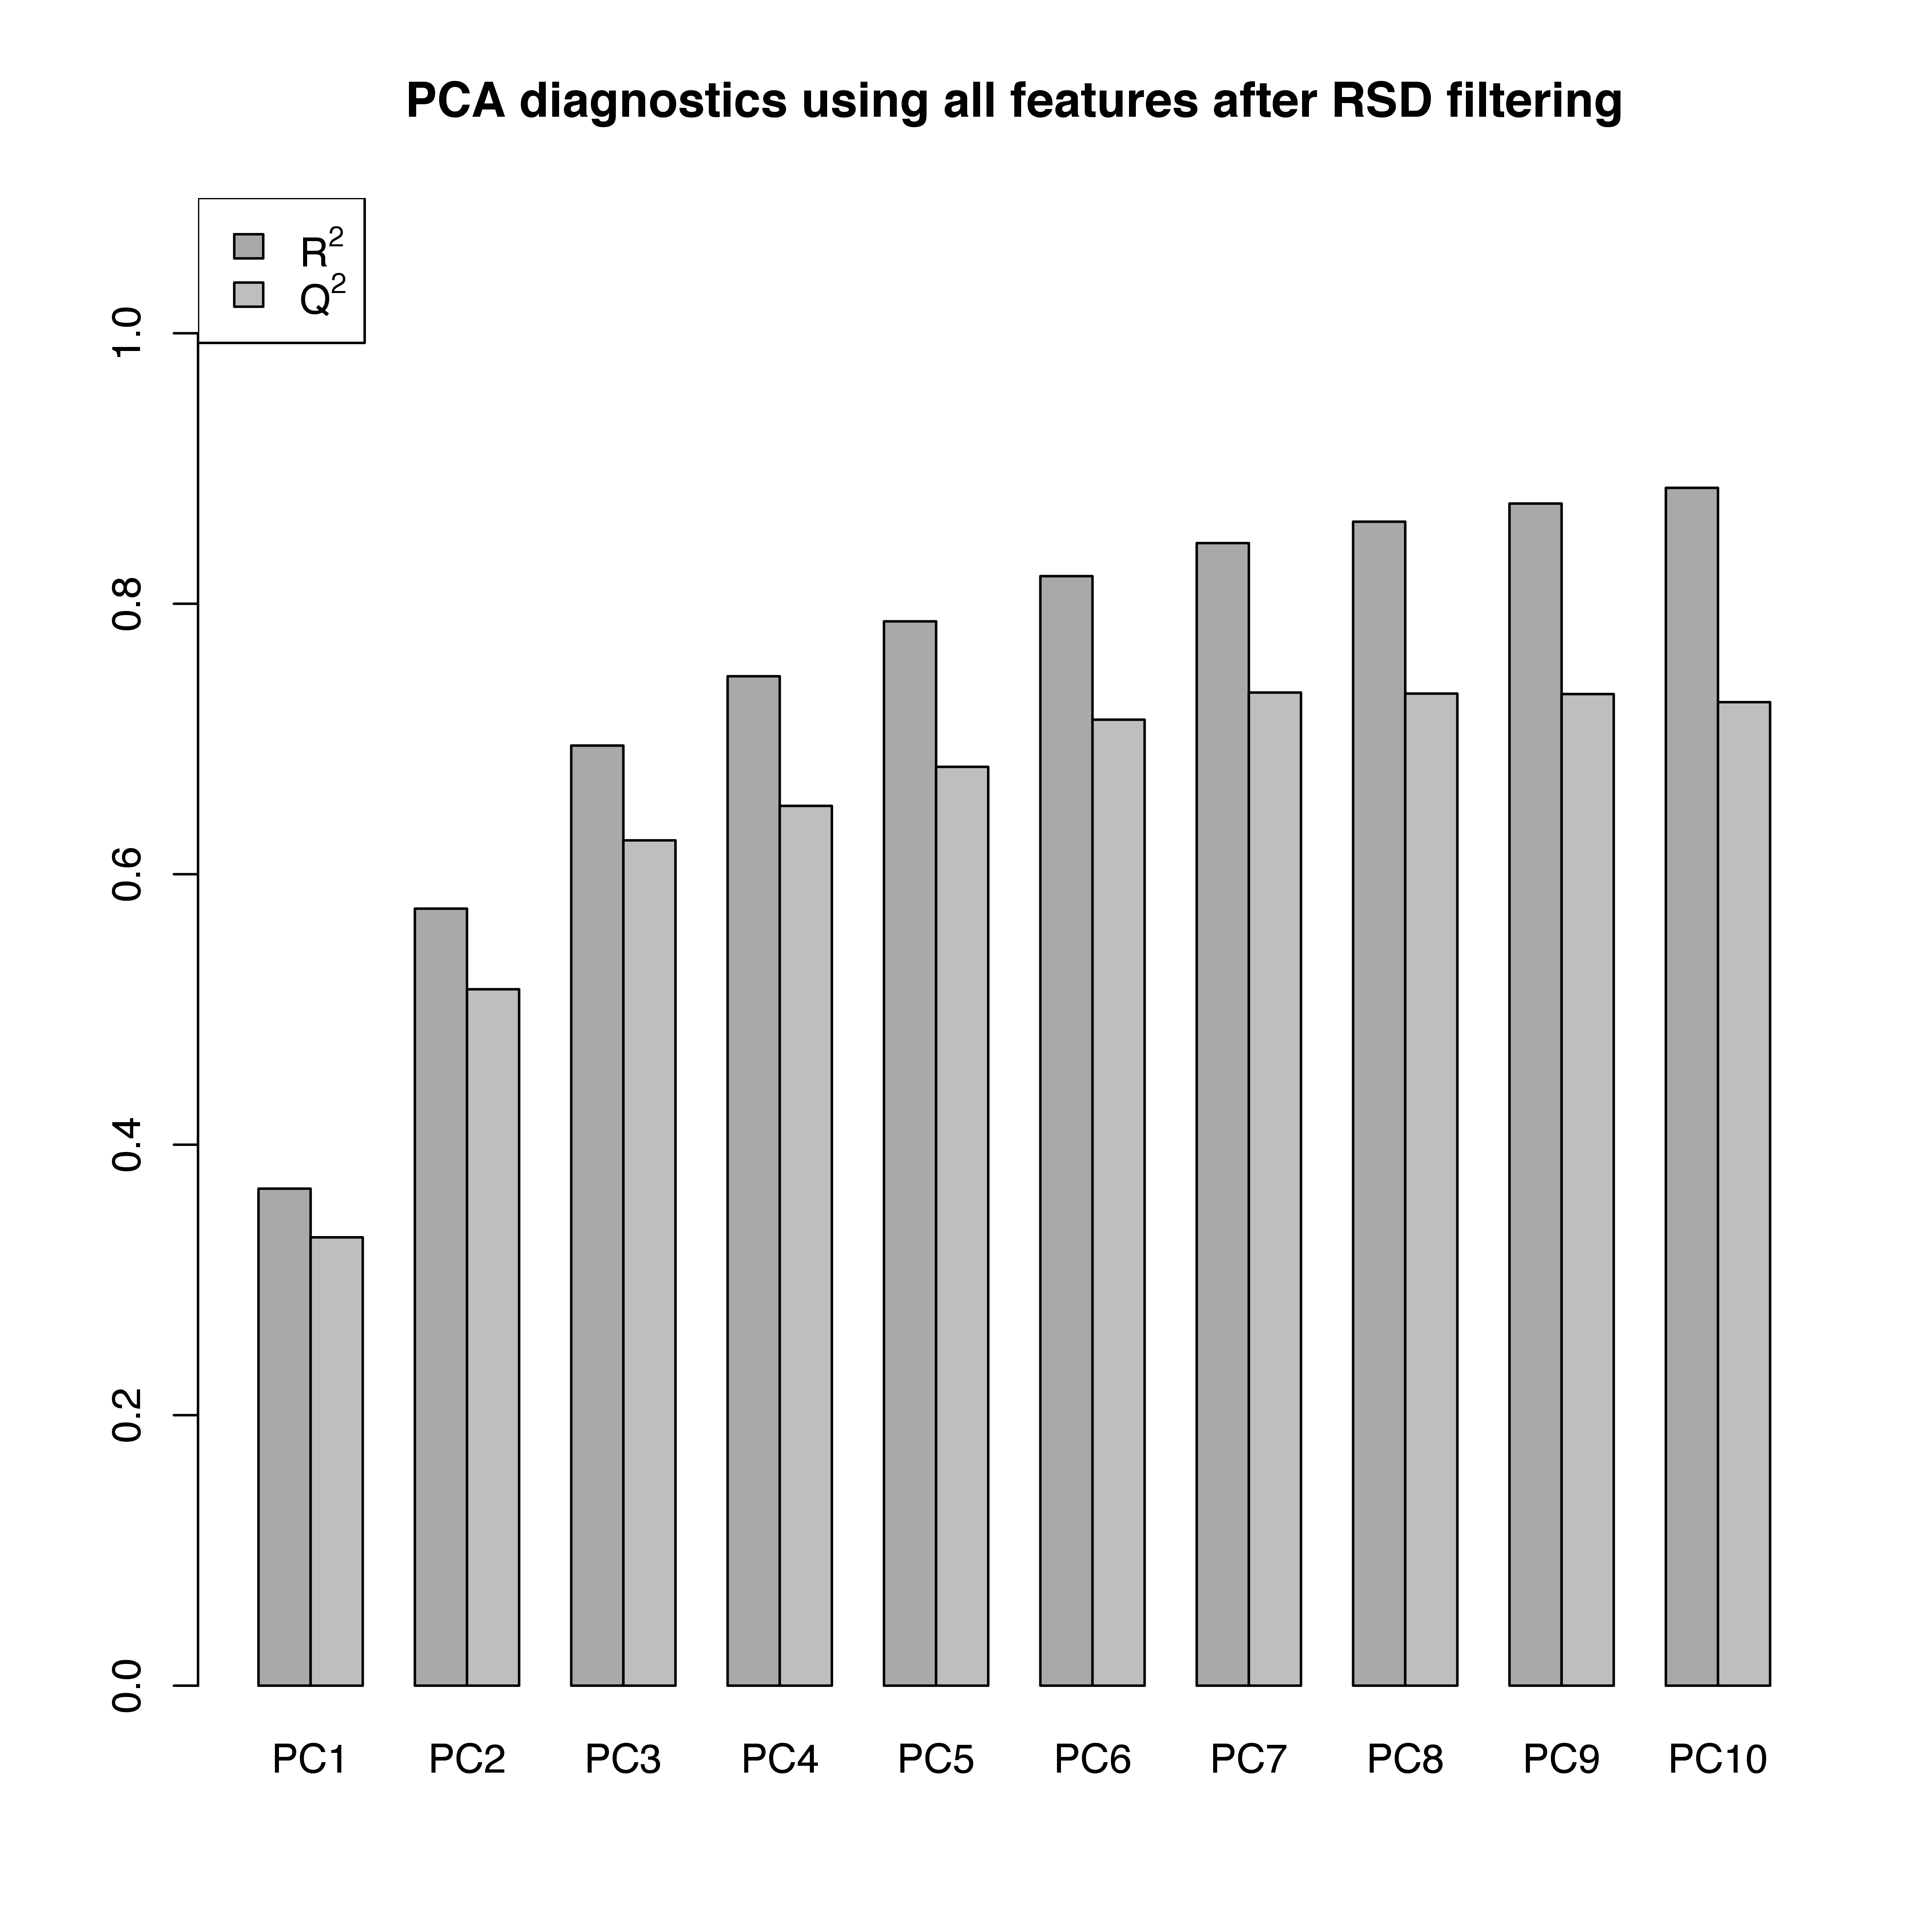 PCA diagnostics using all features after RSD filtering
R²
Q²
1.0
0.8
0.6
0.4
0.2
0.0
PC1 PC2 PC3 PC4 PC5 PC6 PC7 PC8 PC9 PC10